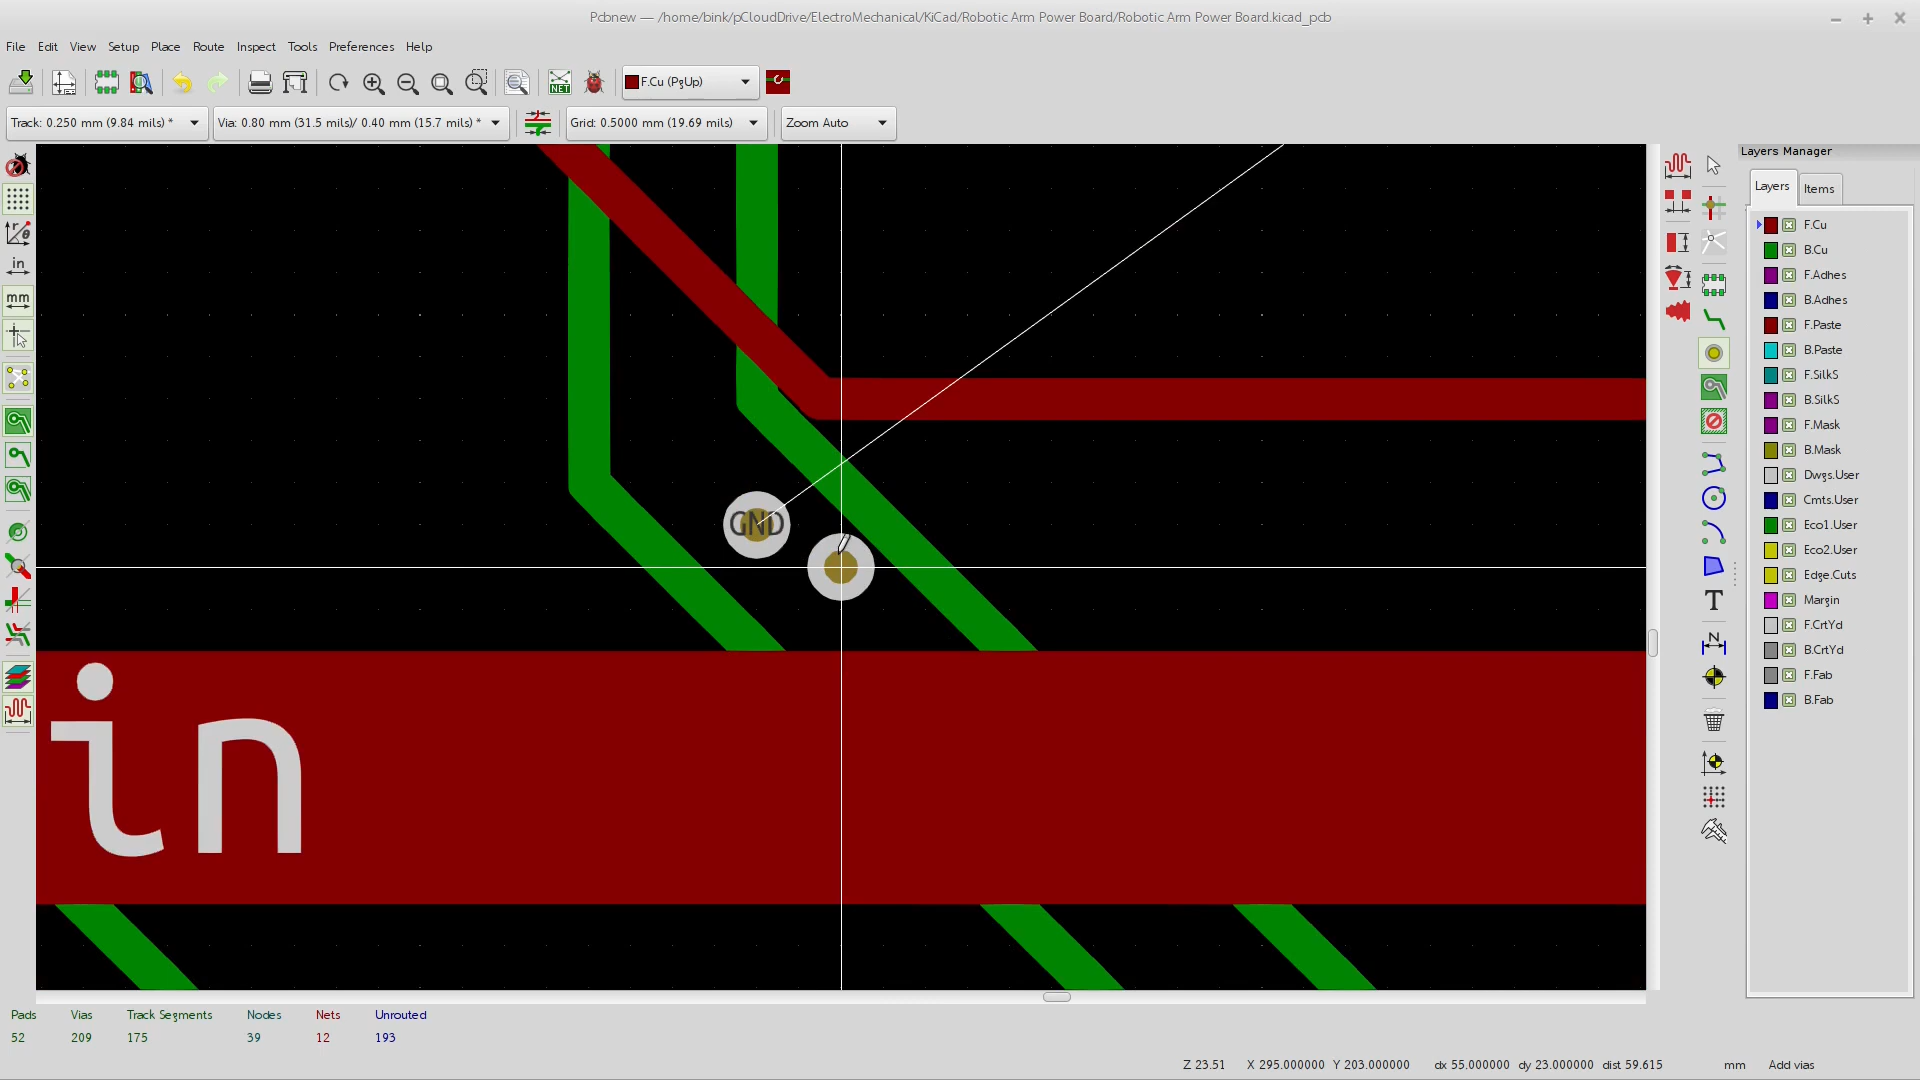 Pcbnew — /home/bink/pCloudDrive/ElectroMechanical/KiCad/Robotic Arm Power Board/Robotic Arm Power Board.kicad_pcb
File Edit View Setup Place Route Inspect Tools Preferences Help
NET
F.Cu (PgUp)
Track: 0.250 mm (9.84 mils) *
Via: 0.80 mm (31.5 mils)/ 0.40 mm (15.7 mils) *
Grid: 0.5000 mm (19.69 mils)
Zoom Auto
Layers Manager
Layers Items
in
mm
F.Cu
B.Cu
F.Adhes
B.Adhes
F.Paste
B.Paste
F.SilkS
B.SilkS
F.Mask
B.Mask
Dwgs.User
Cmts.User
Eco1.User
Eco2.User
Edge.Cuts
Margin
F.CrtYd
B.CrtYd
F.Fab
B.Fab
T
N
GND
in
Pads Vias Track Segments Nodes Nets Unrouted
52 209 175 39 12 193
Z 23.51 X 295.000000 Y 203.000000 dx 55.000000 dy 23.000000 dist 59.615 mm Add vias